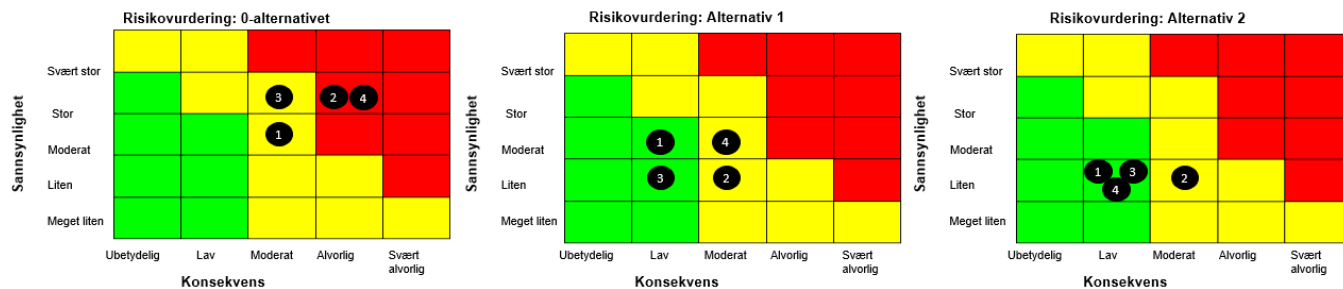 Risikovurdering: 0-alternativet
Sannsynlighet
Svært stor
Stor
Moderat
Liten
Meget liten
3
2
4
1
Ubetydelig
Lav
Moderat
Alvorlig
Svært
alvorlig
Konsekvens
Risikovurdering: Alternativ 1
Sannsynlighet
Svært stor
Stor
Moderat
Liten
Meget liten
1
4
3
2
Ubetydelig
Lav
Moderat
Alvorlig
Svært
alvorlig
Konsekvens
Risikovurdering: Alternativ 2
Sannsynlighet
Svært stor
Stor
Moderat
Liten
Meget liten
1
3
4
2
Ubetydelig
Lav
Moderat
Alvorlig
Svært
alvorlig
Konsekvens